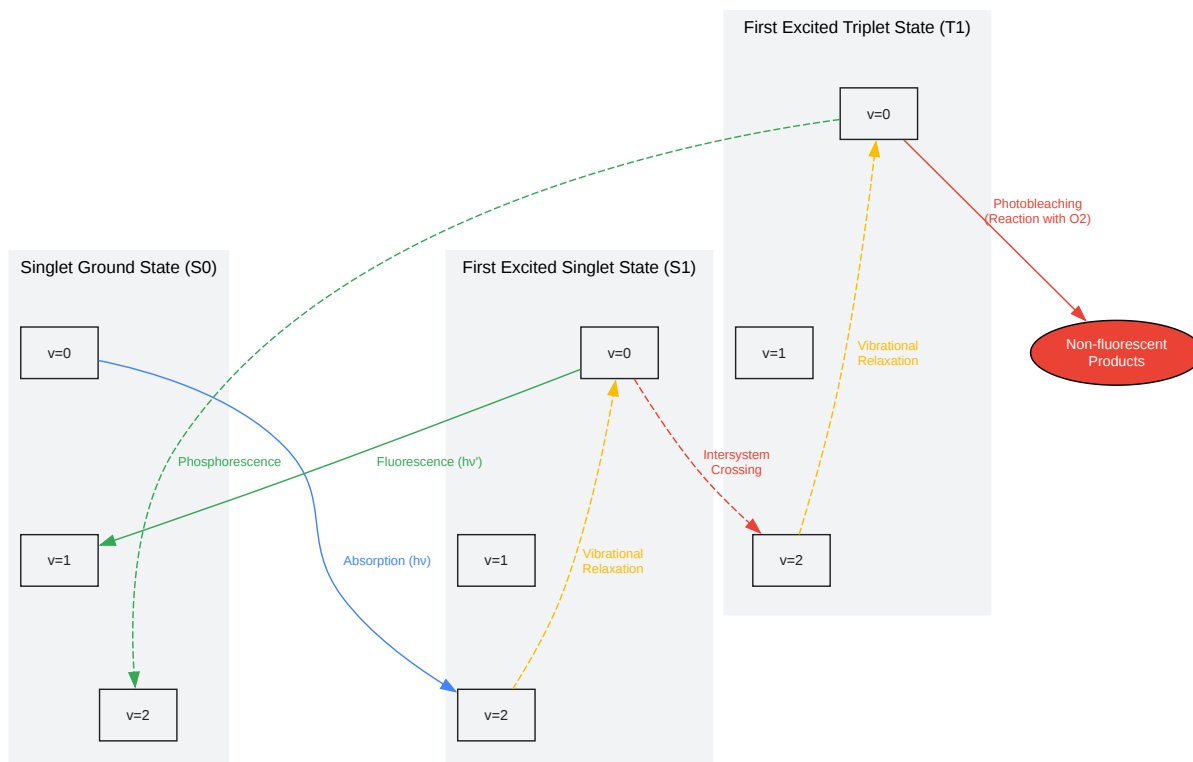 First Excited Triplet State (T1)
v=0
Photobleaching
(Reaction with O2)
Singlet Ground State (S0)
First Excited Singlet State (S1)
v=0
v=0
v=1
Vibrational
Relaxation
Non-fluorescent
Products
Phosphorescence
Fluorescence (hν')
Intersystem
Crossing
v=1
Absorption (hν)
v=1
Vibrational
Relaxation
v=2
v=2
v=2